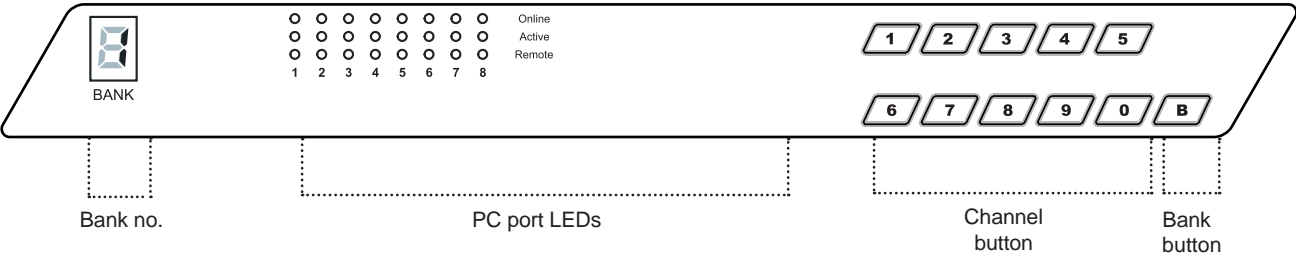 1
BANK
Online
Active
Remote
1 2 3 4 5 6 7 8
1 2 3 4 5
6 7 8 9 0 B
Bank no.
PC port LEDs
Channel
button
Bank
button